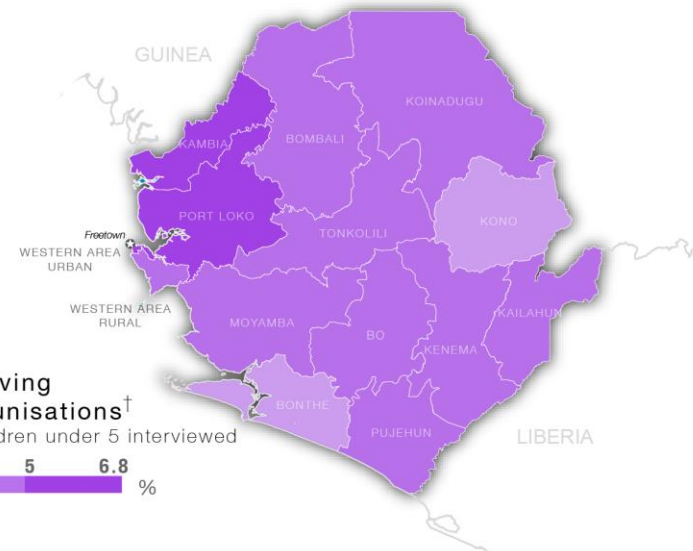 GUINEA
KOINADUGU
BOMBALI
KAMBIA
PORT LOKO
KONO
TONKOLILI
Freetown
WESTERN AREA
URBAN
WESTERN AREA
RURAL
MOYAMBA
KAILAHUN
BO
KENEMA
BONTHE
PUJEHUN
LIBERIA
ving
unisations†
dren under 5 interviewed
5 6.8
%